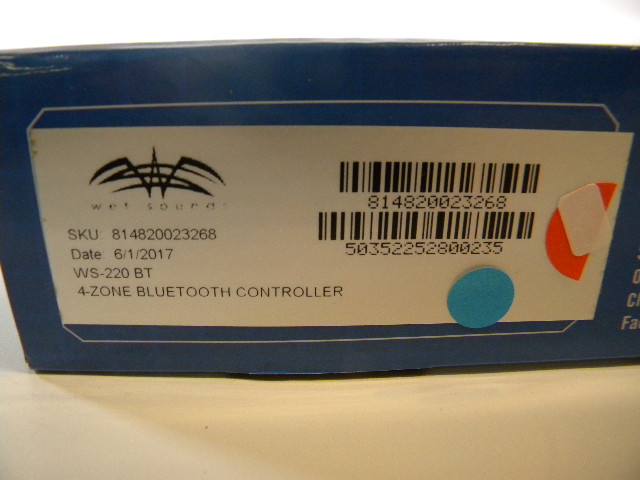 wet sounds
SKU: 814820023268
Date: 6/1/2017
WS-220 BT
4-ZONE BLUETOOTH CONTROLLER
814820023268
50352252800235